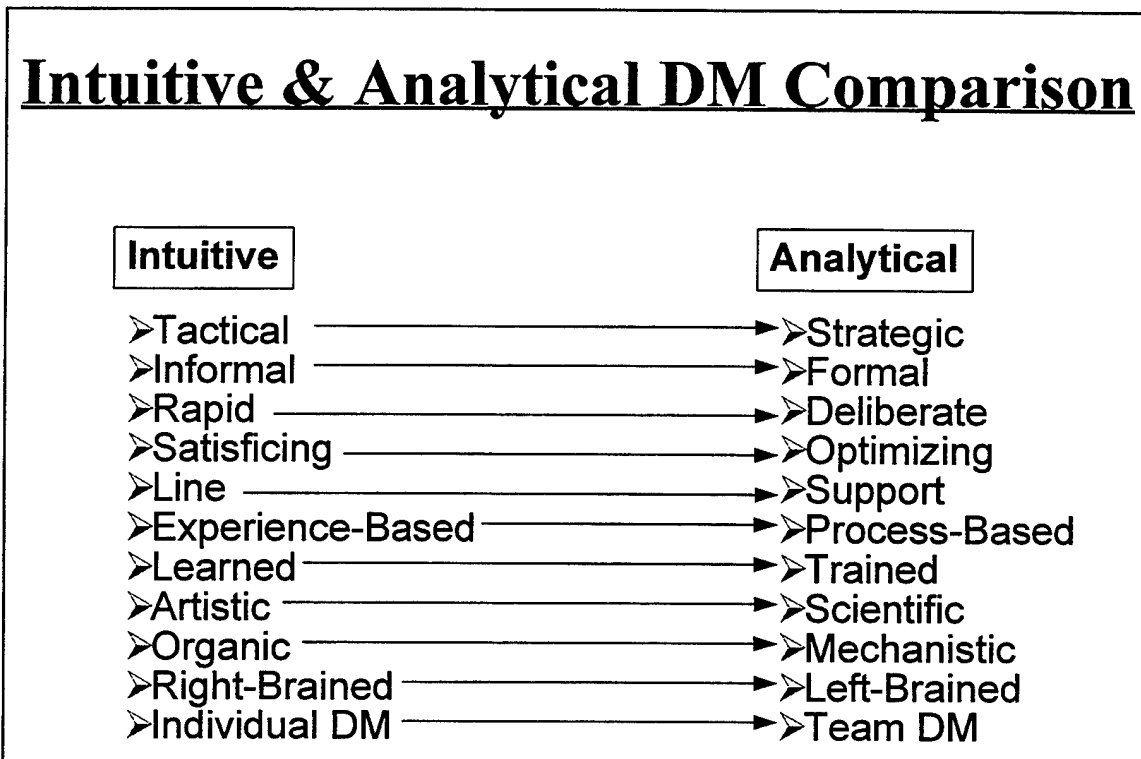 Intuitive & Analytical DM Comparison
Intuitive Analytical
➢Tactical ➢Strategic
➢Informal ➢Formal
➢Rapid ➢Deliberate
➢Satisficing ➢Optimizing
➢Line ➢Support
➢Experience-Based ➢Process-Based
➢Learned ➢Trained
➢Artistic ➢Scientific
➢Organic ➢Mechanistic
➢Right-Brained ➢Left-Brained
➢Individual DM ➢Team DM